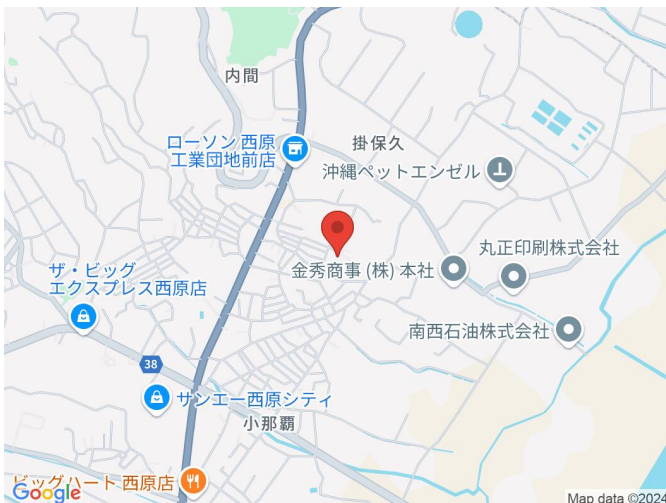 内間
ローソン 西原
工業団地前店
掛保久
沖縄ペットエンゼル
丸正印刷株式会社
金秀商事 (株) 本社
ザ・ビッグ
エクスプレス西原店
南西石油株式会社
38
サンエー西原シティ
小那覇
ビッグハート 西原店
Google
Map data ©2024